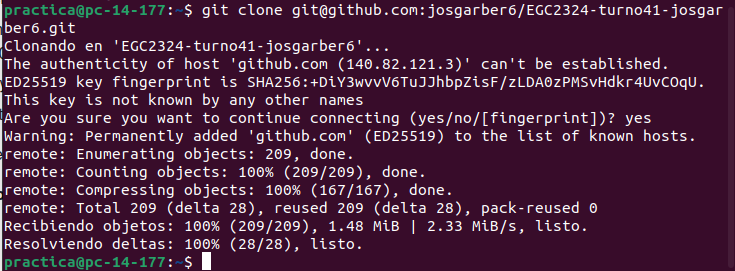 practica@pc-14-177:~$ git clone git@github.com:josgarber6/EGC2324-turno41-josgar
ber6.git
Clonando en 'EGC2324-turno41-josgarber6'...
The authenticity of host 'github.com (140.82.121.3)' can't be established.
ED25519 key fingerprint is SHA256:+DiY3wvvV6TuJJhbpZisF/zLDA0zPMSvHdkr4UvCOqU.
This key is not known by any other names
Are you sure you want to continue connecting (yes/no/[fingerprint])? yes
Warning: Permanently added 'github.com' (ED25519) to the list of known hosts.
remote: Enumerating objects: 209, done.
remote: Counting objects: 100% (209/209), done.
remote: Compressing objects: 100% (167/167), done.
remote: Total 209 (delta 28), reused 209 (delta 28), pack-reused 0
Recibiendo objetos: 100% (209/209), 1.48 MiB | 2.33 MiB/s, listo.
Resolviendo deltas: 100% (28/28), listo.
practica@pc-14-177:~$